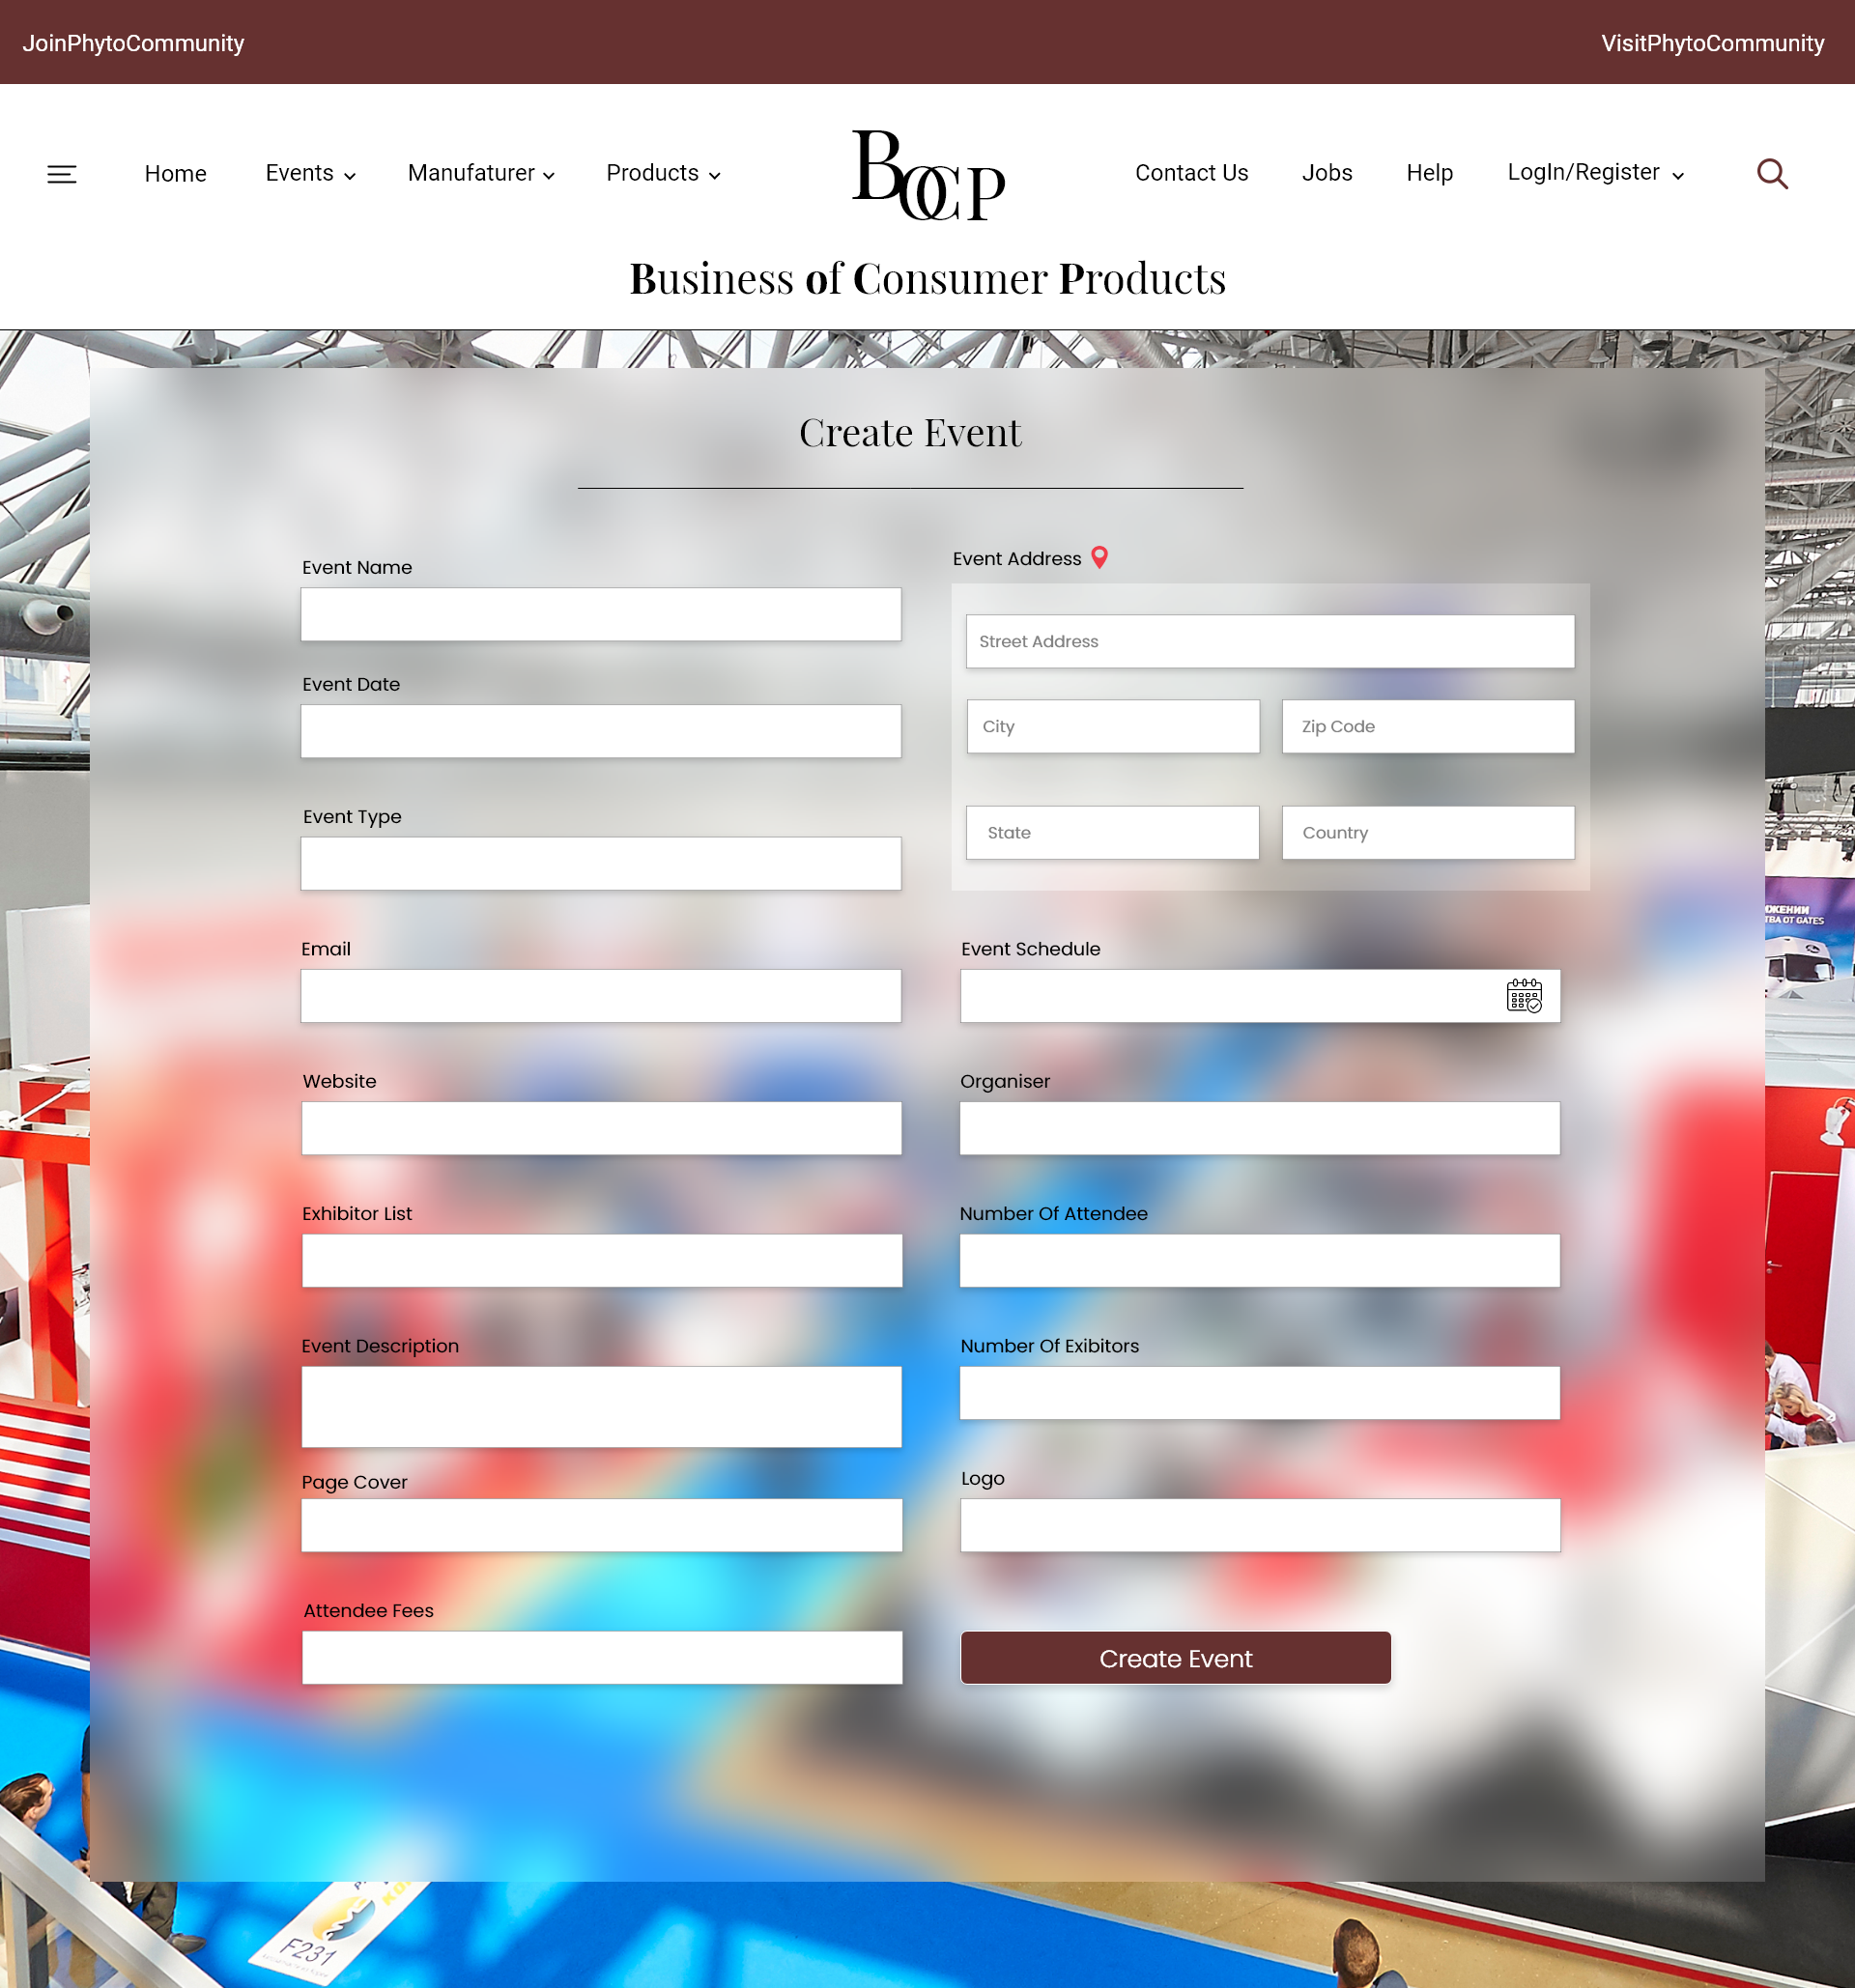 JoinPhytoCommunity
VisitPhytoCommunity
Home
Events
Manufaturer
Products
BOCP
Contact Us
Jobs
Help
LogIn/Register
Business of Consumer Products
Create Event
Event Name
Event Address
Street Address
Event Date
City
Zip Code
Event Type
State
Country
ЖЕНИИ
ТВА ОТ GATES
Email
Event Schedule
Website
Organiser
Exhibitor List
Number Of Attendee
Event Description
Number Of Exibitors
Page Cover
Logo
Attendee Fees
Create Event
F231